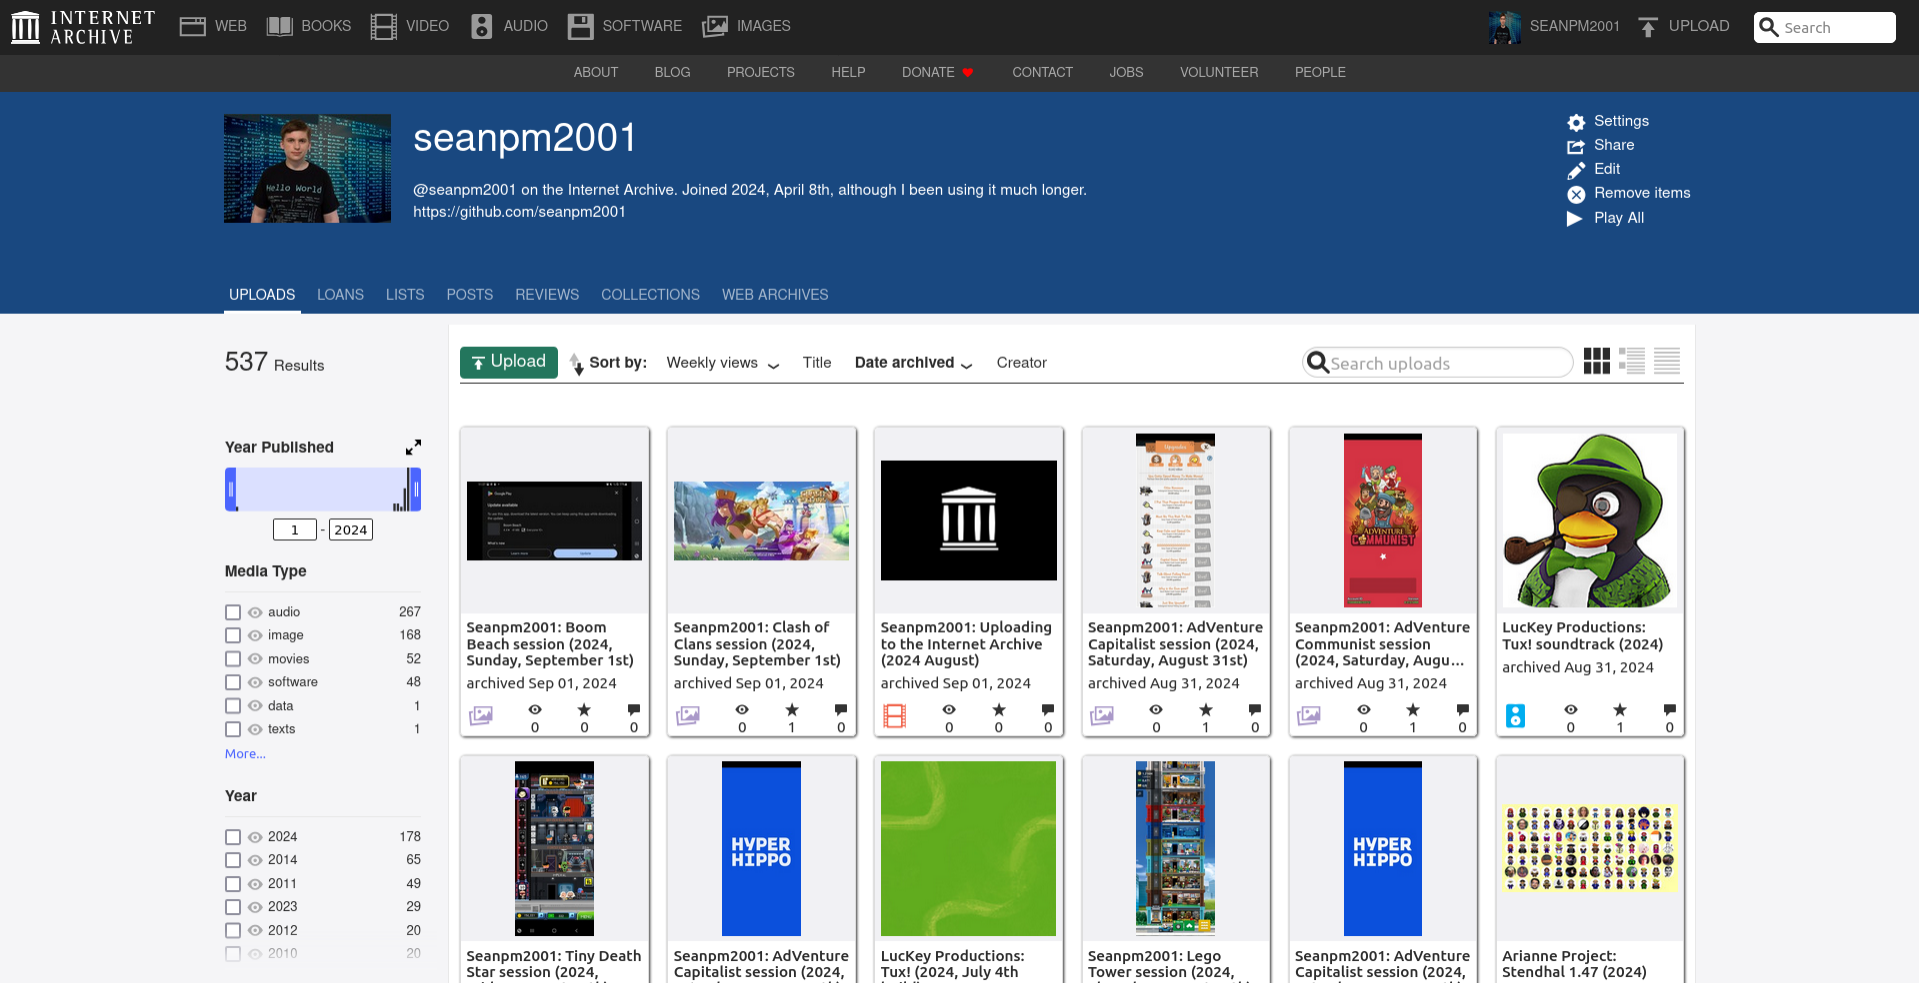 INTERNET
ARCHIVE
WEB
BOOKS
VIDEO
AUDIO
SOFTWARE
IMAGES
SEANPM2001
UPLOAD
Search
ABOUT
BLOG
PROJECTS
HELP
DONATE
CONTACT
JOBS
VOLUNTEER
PEOPLE
Hello World
seanpm2001
@seanpm2001 on the Internet Archive. Joined 2024, April 8th, although I been using it much longer.
https://github.com/seanpm2001
Settings
Share
Edit
Remove items
Play All
UPLOADS
LOANS
LISTS
POSTS
REVIEWS
COLLECTIONS
WEB ARCHIVES
537 Results
Upload
Sort by:
Weekly views
Title
Date archived
Creator
Search uploads
Year Published
1 - 2024
Media Type
audio 267
image 168
movies 52
software 48
data 1
texts 1
More...
Year
2024 178
2014 65
2011 49
2023 29
2012 20
2010 20
Google Play
Update available
Seanpm2001: Boom
Beach session (2024,
Sunday, September 1st)
archived Sep 01, 2024
0 0 0
Seanpm2001: Clash of
Clans session (2024,
Sunday, September 1st)
archived Sep 01, 2024
0 1 0
Seanpm2001: Uploading
to the Internet Archive
(2024 August)
archived Sep 01, 2024
0 0 0
Upgrades
Seanpm2001: AdVenture
Capitalist session (2024,
Saturday, August 31st)
archived Aug 31, 2024
0 1 0
ADVENTURE
COMMUNIST
Seanpm2001: AdVenture
Communist session
(2024, Saturday, Augu...
archived Aug 31, 2024
0 1 0
LucKey Productions:
Tux! soundtrack (2024)
archived Aug 31, 2024
0 1 0
Seanpm2001: Tiny Death
Star session (2024,
HYPER
HIPPO
Seanpm2001: AdVenture
Capitalist session (2024,
LucKey Productions:
Tux! (2024, July 4th
Seanpm2001: Lego
Tower session (2024,
HYPER
HIPPO
Seanpm2001: AdVenture
Capitalist session (2024,
Arianne Project:
Stendhal 1.47 (2024)